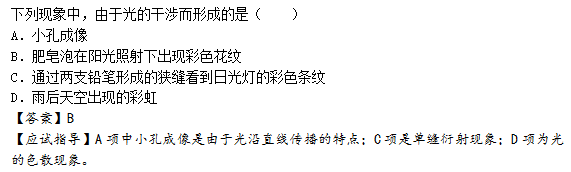 下列现象中，由于光的干涉而形成的是（　　）
A．小孔成像
B．肥皂泡在阳光照射下出现彩色花纹
C．通过两支铅笔形成的狭缝看到日光灯的彩色条纹
D．雨后天空出现的彩虹
【答案】B
【应试指导】A项中小孔成像是由于光沿直线传播的特点；C项是单缝衍射现象；D项为光
的色散现象。